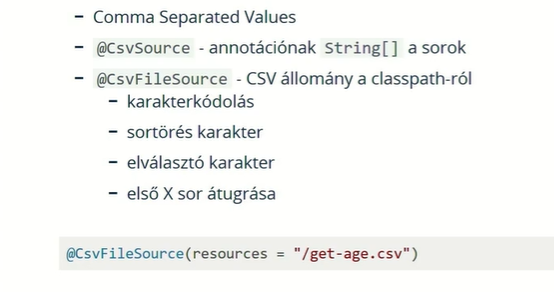 - Comma Separated Values
- @CsvSource - annotációnak String[] a sorok
- @CsvFileSource - CSV állomány a classpath-ról
- karakterkódolás
- sortörés karakter
- elválasztó karakter
- első X sor átugrása
@CsvFileSource(resources = "/get-age.csv")